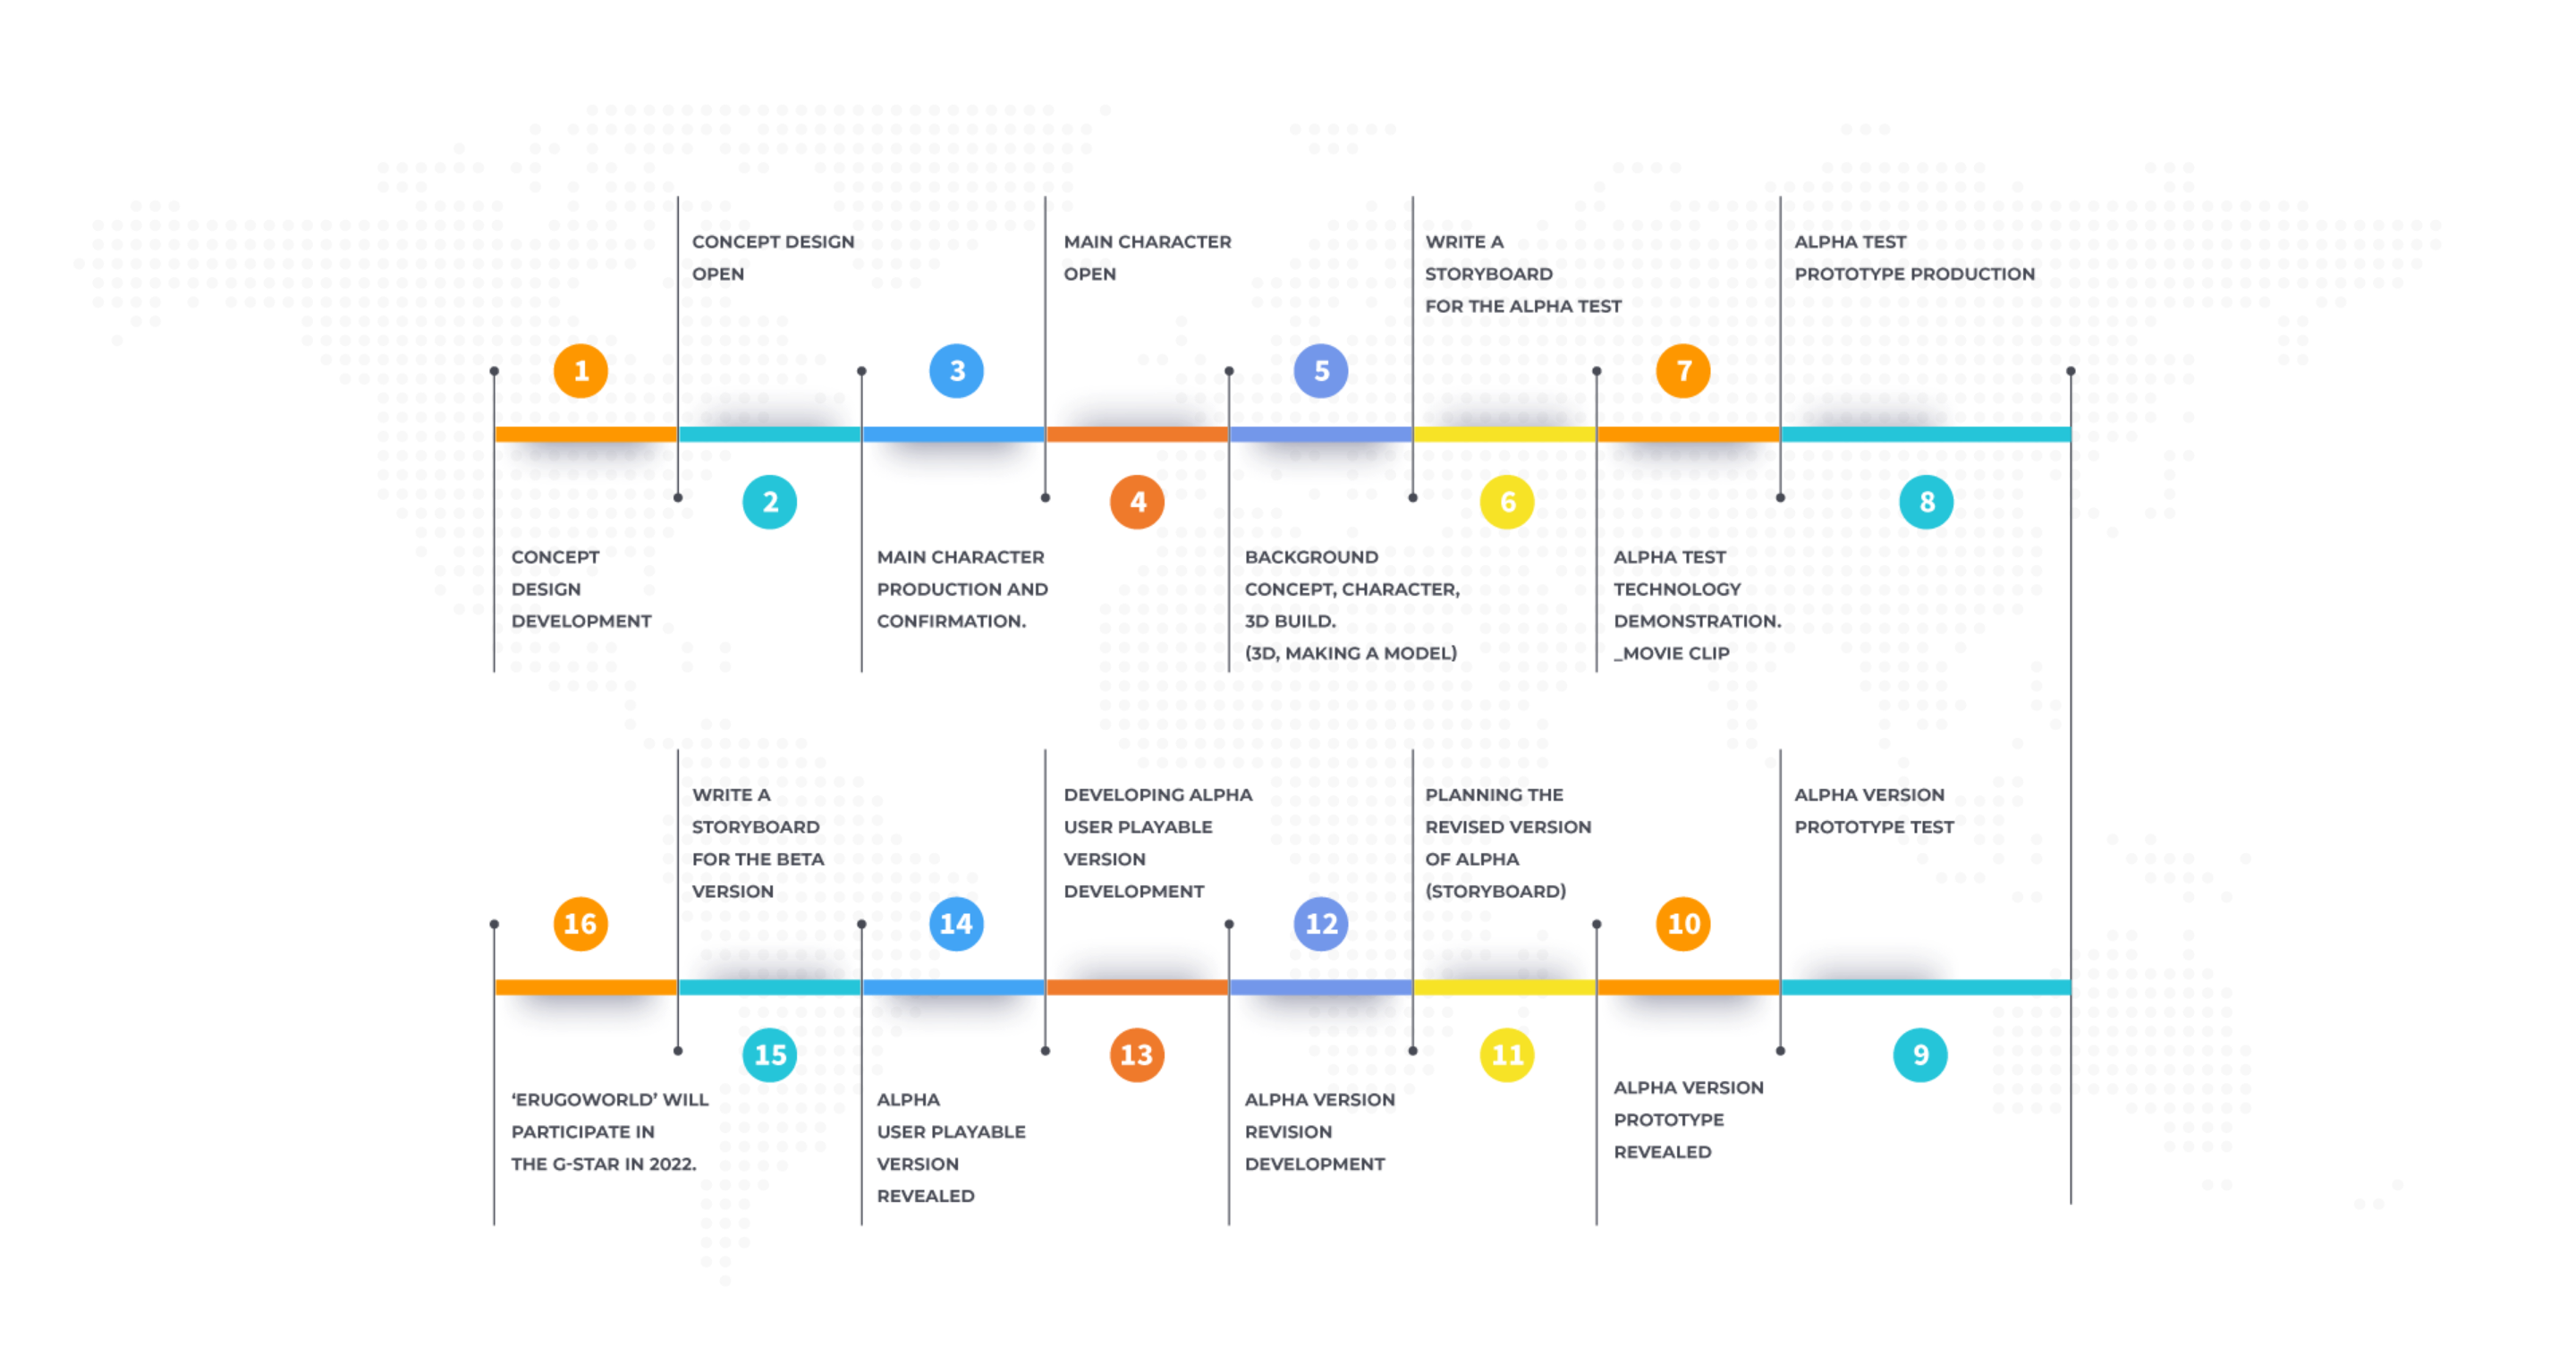 1
CONCEPT
DESIGN
DEVELOPMENT
CONCEPT DESIGN
OPEN
2
3
MAIN CHARACTER
PRODUCTION AND
CONFIRMATION.
MAIN CHARACTER
OPEN
4
5
BACKGROUND
CONCEPT, CHARACTER,
3D BUILD.
(3D, MAKING A MODEL)
WRITE A
STORYBOARD
FOR THE ALPHA TEST
6
7
ALPHA TEST
TECHNOLOGY
DEMONSTRATION.
_MOVIE CLIP
ALPHA TEST
PROTOTYPE PRODUCTION
8
ALPHA VERSION
PROTOTYPE TEST
9
10
ALPHA VERSION
PROTOTYPE
REVEALED
PLANNING THE
REVISED VERSION
OF ALPHA
(STORYBOARD)
11
12
ALPHA VERSION
REVISION
DEVELOPMENT
DEVELOPING ALPHA
USER PLAYABLE
VERSION
DEVELOPMENT
13
14
ALPHA
USER PLAYABLE
VERSION
REVEALED
WRITE A
STORYBOARD
FOR THE BETA
VERSION
15
16
‘ERUGOWORLD’ WILL
PARTICIPATE IN
THE G-STAR IN 2022.